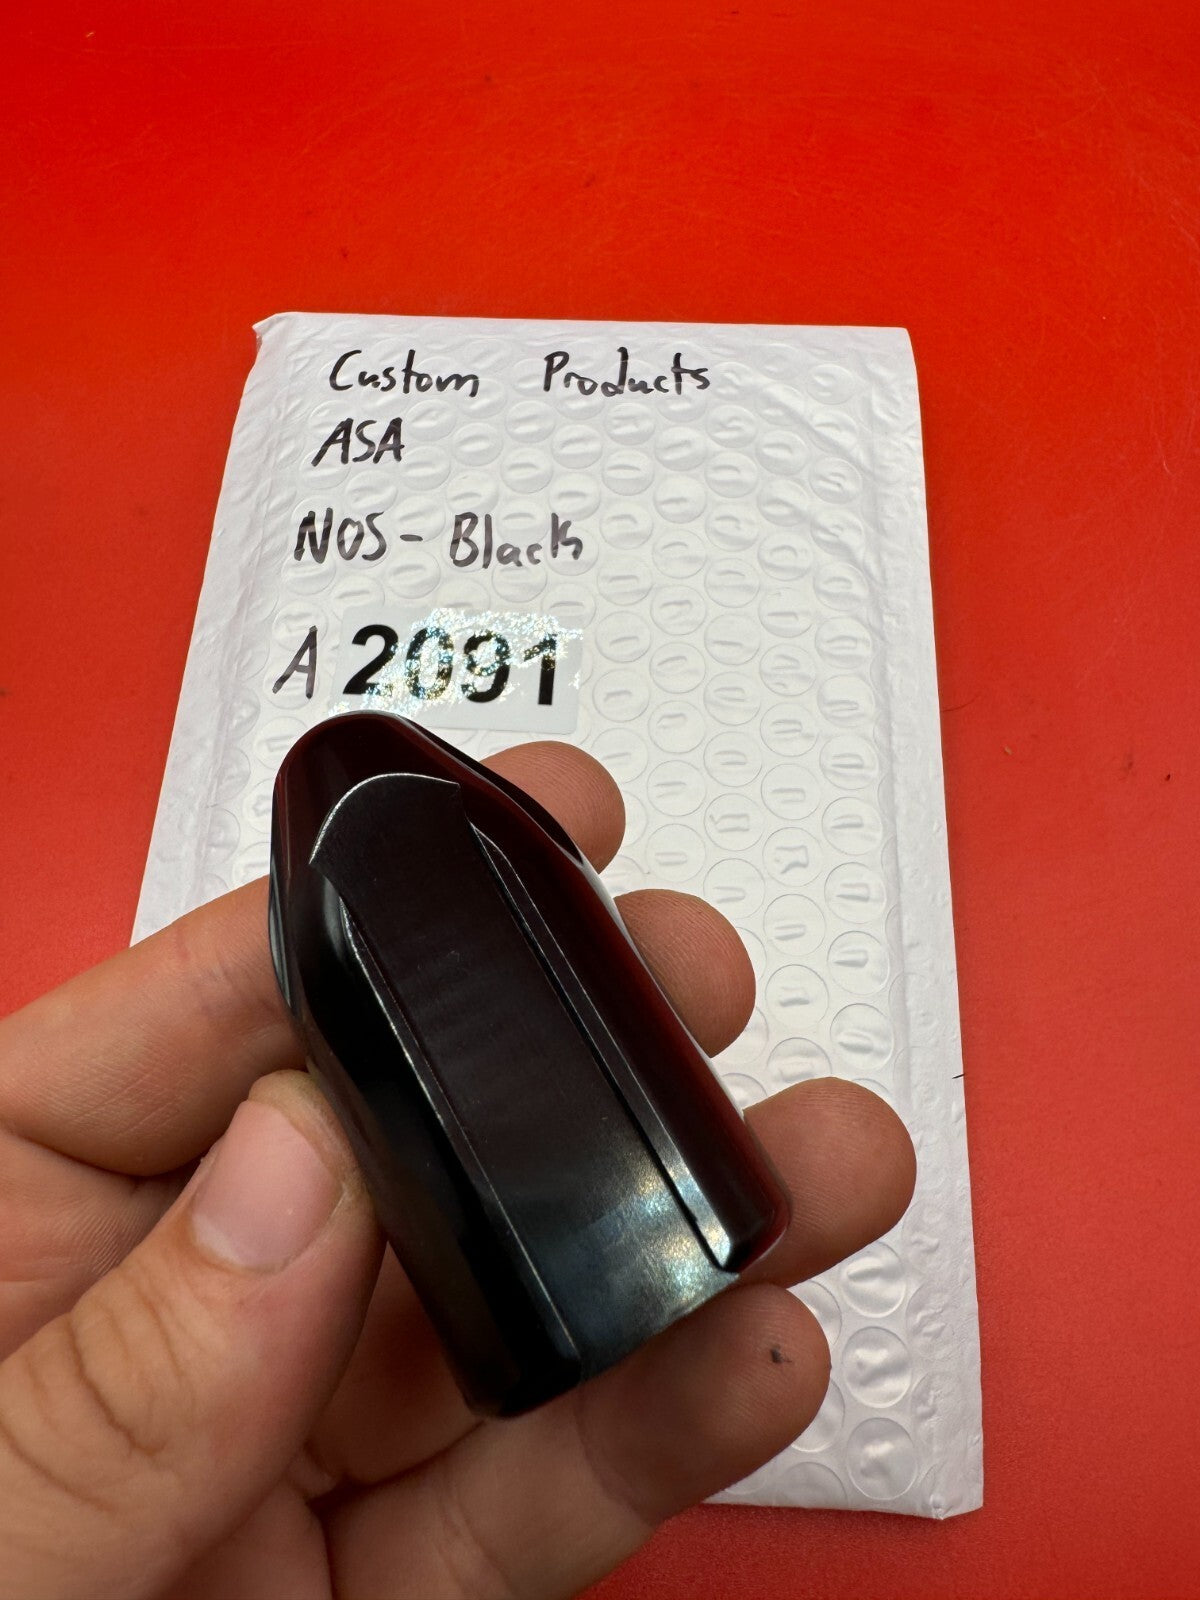 Custom Products
ASA
NOS - Black
A 2091